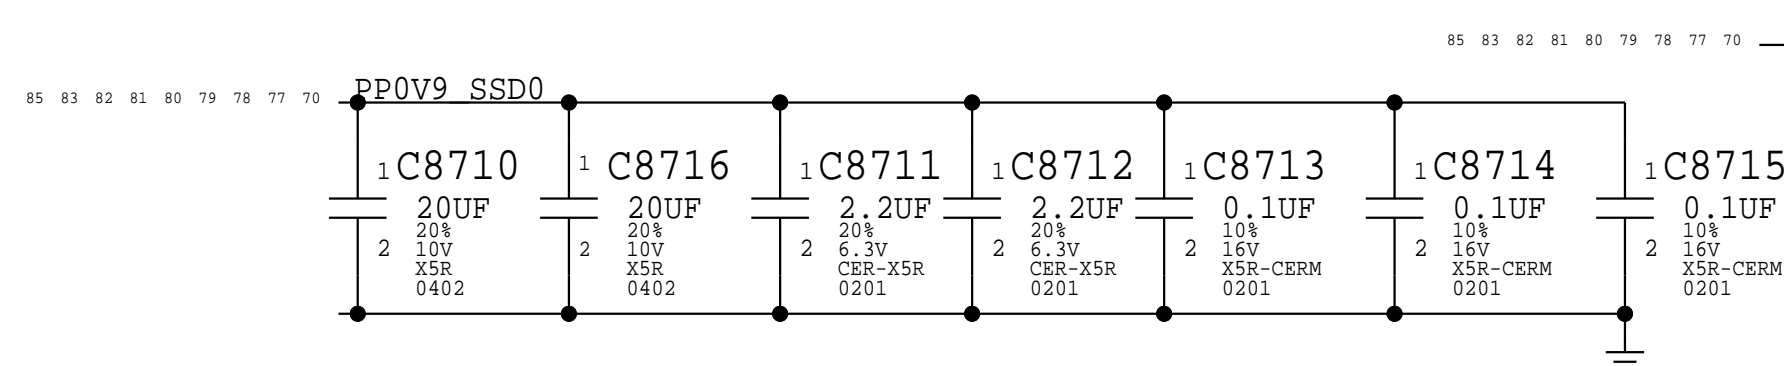 85 83 82 81 80 79 78 77 70
85 83 82 81 80 79 78 77 70 PP0V9_SSD0
1 C8710
20UF
20%
10V
X5R
0402
2
1 C8716
20UF
20%
10V
X5R
0402
2
1 C8711
2.2UF
20%
6.3V
CER-X5R
0201
2
1 C8712
2.2UF
20%
6.3V
CER-X5R
0201
2
1 C8713
0.1UF
10%
16V
X5R-CERM
0201
2
1 C8714
0.1UF
10%
16V
X5R-CERM
0201
2
1 C8715
0.1UF
10%
16V
X5R-CERM
0201
2